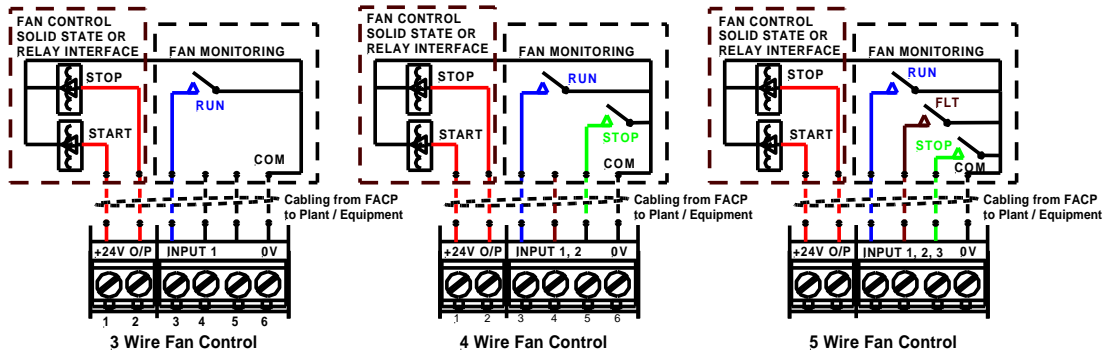 FAN CONTROL
SOLID STATE OR
RELAY INTERFACE
FAN MONITORING
STOP
RUN
START
COM
Cabling from FACP
to Plant / Equipment
+24V O/P INPUT 1 0V
1 2 3 4 5 6
3 Wire Fan Control
FAN CONTROL
SOLID STATE OR
RELAY INTERFACE
FAN MONITORING
STOP
RUN
START
STOP
COM
Cabling from FACP
to Plant / Equipment
+24V O/P INPUT 1, 2 0V
1 2 3 4 5 6
4 Wire Fan Control
FAN CONTROL
SOLID STATE OR
RELAY INTERFACE
FAN MONITORING
STOP
RUN
FLT
START
STOP
COM
Cabling from FACP
to Plant / Equipment
+24V O/P INPUT 1, 2, 3 0V
5 Wire Fan Control